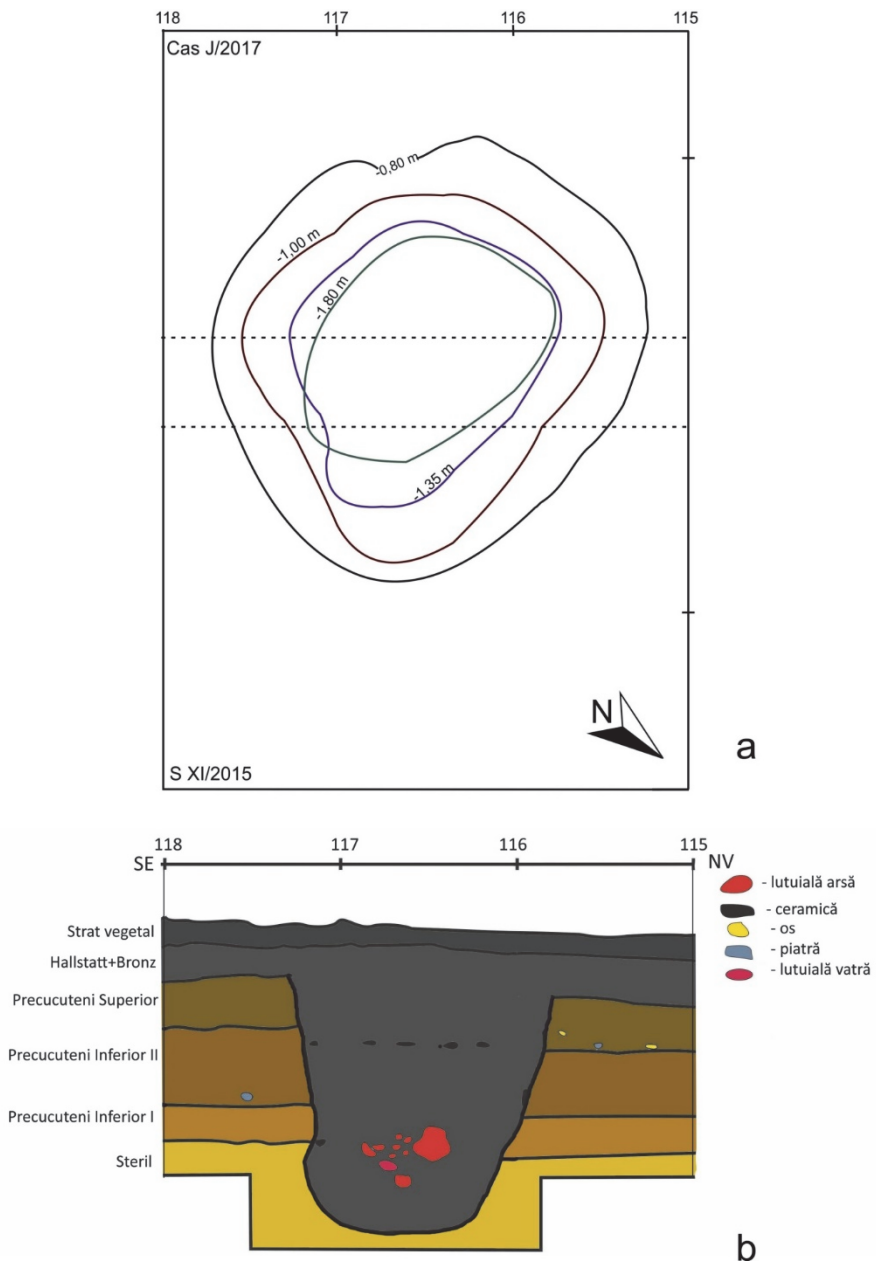 118 117 116 115
Cas J/2017
-0,80 m
-1,00 m
-1,80 m
-1,35 m
N
S XI/2015
a
118 117 116 115
SE NV
Strat vegetal
Hallstatt+Bronz
Precucuteni Superior
Precucuteni Inferior II
Precucuteni Inferior I
Steril
- lutuială arsă
- ceramică
- os
- piatră
- lutuială vatră
b